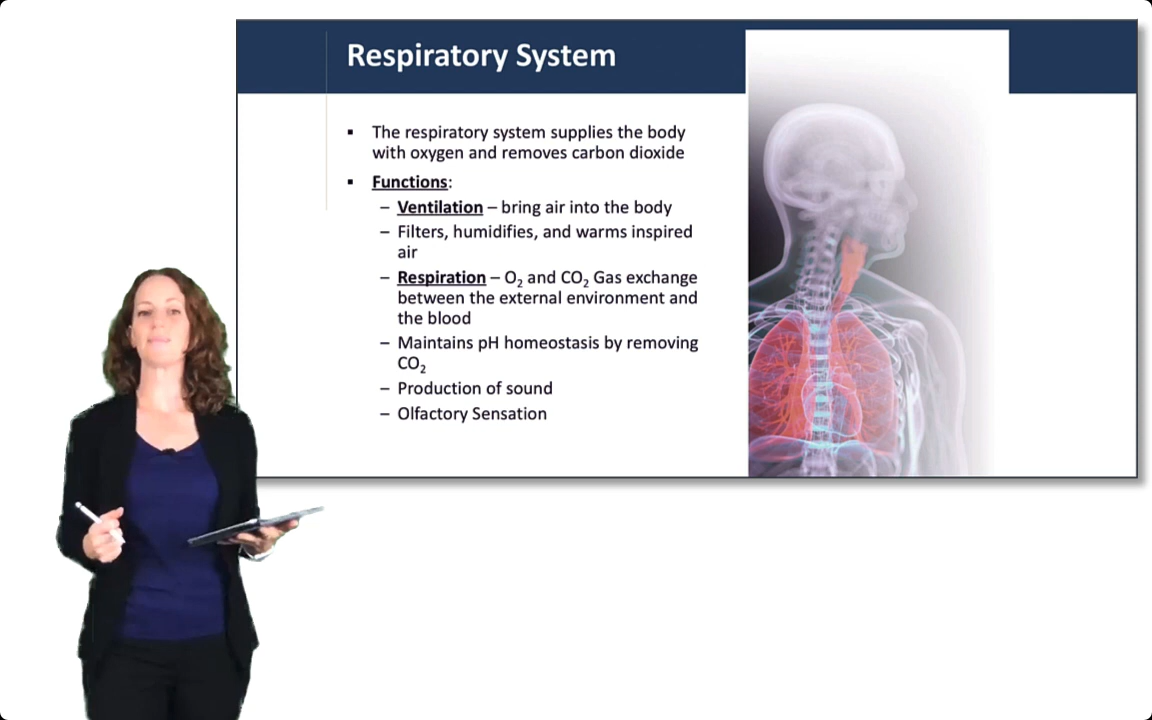 Respiratory System
▪ The respiratory system supplies the body
with oxygen and removes carbon dioxide
▪ Functions:
– Ventilation – bring air into the body
– Filters, humidifies, and warms inspired
air
– Respiration – O₂ and CO₂ Gas exchange
between the external environment and
the blood
– Maintains pH homeostasis by removing
CO₂
– Production of sound
– Olfactory Sensation